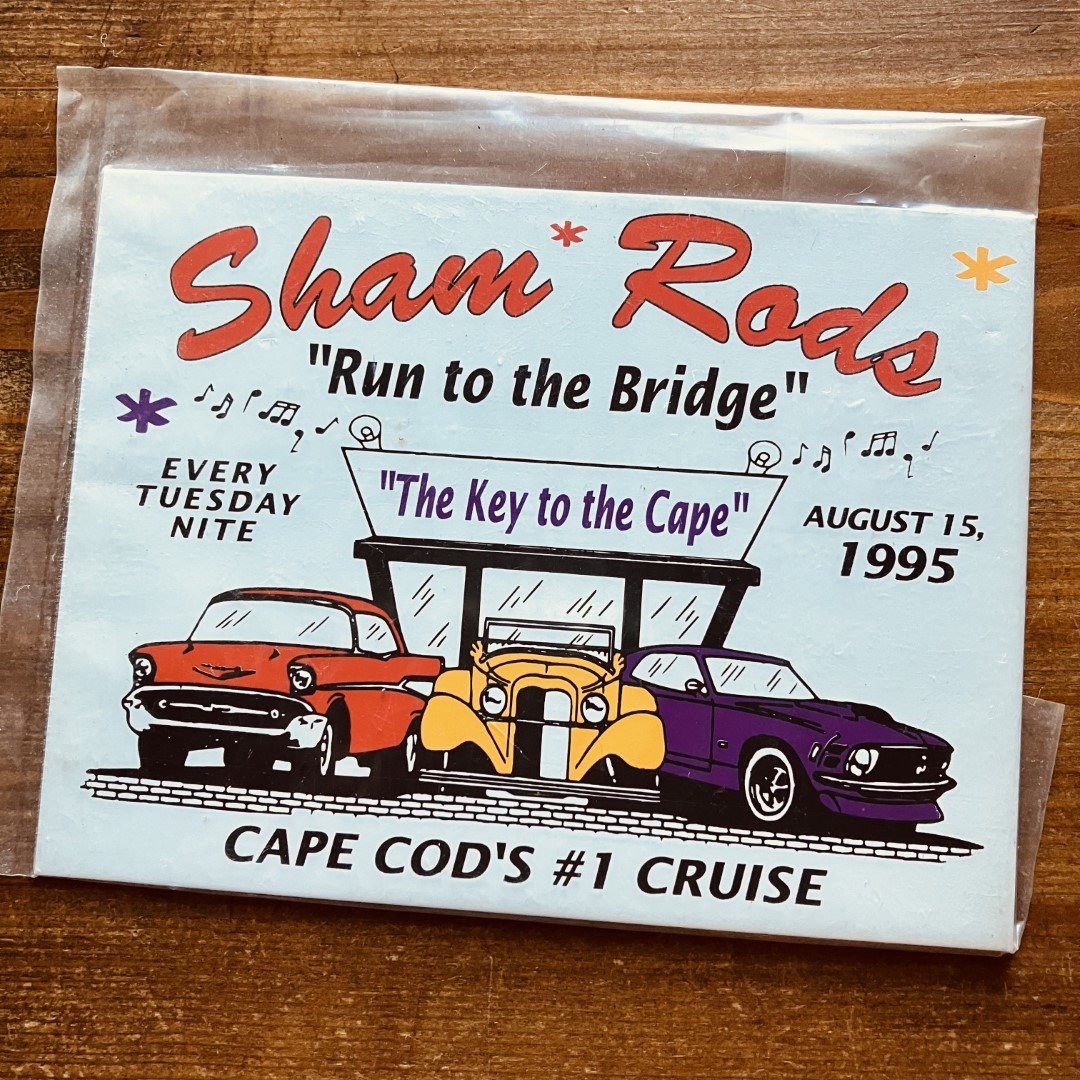 Sham Rods
"Run to the Bridge"
EVERY
TUESDAY
NITE
"The Key to the Cape"
AUGUST 15,
1995
CAPE COD'S #1 CRUISE